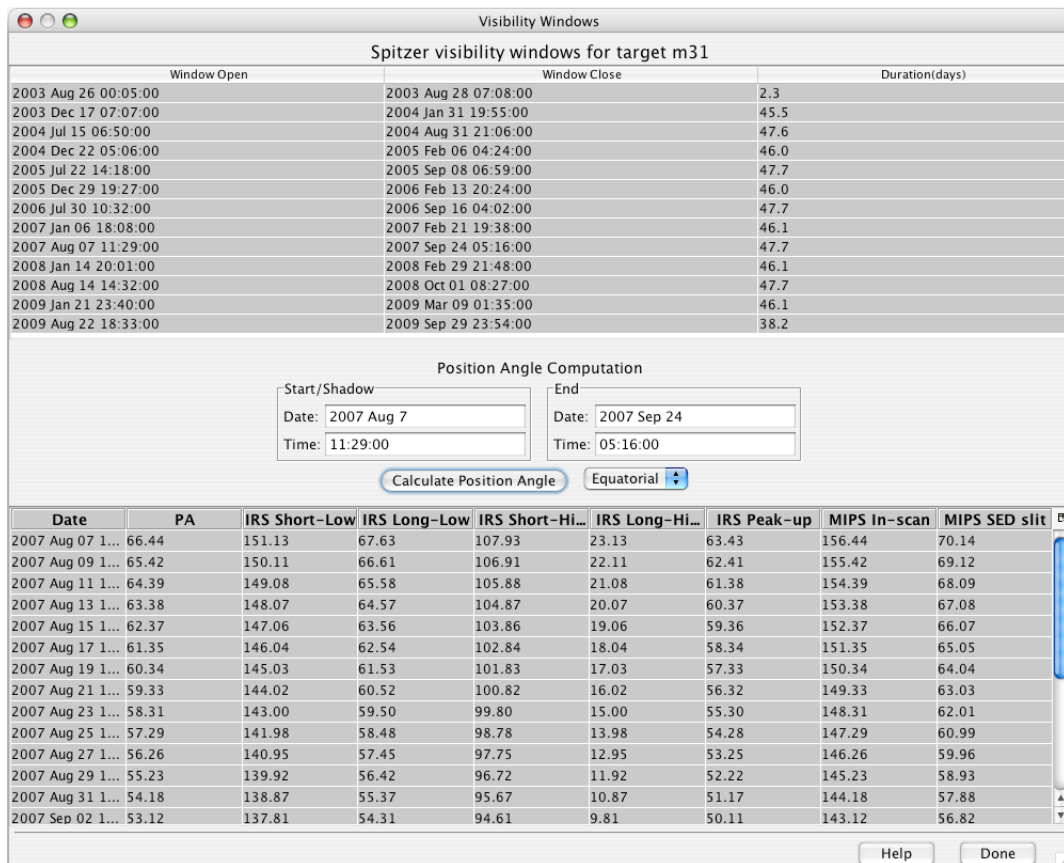 Visibility Windows
Spitzer visibility windows for target m31
Window Open Window Close Duration(days)
2003 Aug 26 00:05:00 2003 Aug 28 07:08:00 2.3
2003 Dec 17 07:07:00 2004 Jan 31 19:55:00 45.5
2004 Jul 15 06:50:00 2004 Aug 31 21:06:00 47.6
2004 Dec 22 05:06:00 2005 Feb 06 04:24:00 46.0
2005 Jul 22 14:18:00 2005 Sep 08 06:59:00 47.7
2005 Dec 29 19:27:00 2006 Feb 13 20:24:00 46.0
2006 Jul 30 10:32:00 2006 Sep 16 04:02:00 47.7
2007 Jan 06 18:08:00 2007 Feb 21 19:38:00 46.1
2007 Aug 07 11:29:00 2007 Sep 24 05:16:00 47.7
2008 Jan 14 20:01:00 2008 Feb 29 21:48:00 46.1
2008 Aug 14 14:32:00 2008 Oct 01 08:27:00 47.7
2009 Jan 21 23:40:00 2009 Mar 09 01:35:00 46.1
2009 Aug 22 18:33:00 2009 Sep 29 23:54:00 38.2
Position Angle Computation
Start/Shadow End
Date: 2007 Aug 7 Date: 2007 Sep 24
Time: 11:29:00 Time: 05:16:00
Calculate Position Angle Equatorial
Date PA IRS Short-Low IRS Long-Low IRS Short-Hi... IRS Long-Hi... IRS Peak-up MIPS In-scan MIPS SED slit
2007 Aug 07 1... 66.44 151.13 67.63 107.93 23.13 63.43 156.44 70.14
2007 Aug 09 1... 65.42 150.11 66.61 106.91 22.11 62.41 155.42 69.12
2007 Aug 11 1... 64.39 149.08 65.58 105.88 21.08 61.38 154.39 68.09
2007 Aug 13 1... 63.38 148.07 64.57 104.87 20.07 60.37 153.38 67.08
2007 Aug 15 1... 62.37 147.06 63.56 103.86 19.06 59.36 152.37 66.07
2007 Aug 17 1... 61.35 146.04 62.54 102.84 18.04 58.34 151.35 65.05
2007 Aug 19 1... 60.34 145.03 61.53 101.83 17.03 57.33 150.34 64.04
2007 Aug 21 1... 59.33 144.02 60.52 100.82 16.02 56.32 149.33 63.03
2007 Aug 23 1... 58.31 143.00 59.50 99.80 15.00 55.30 148.31 62.01
2007 Aug 25 1... 57.29 141.98 58.48 98.78 13.98 54.28 147.29 60.99
2007 Aug 27 1... 56.26 140.95 57.45 97.75 12.95 53.25 146.26 59.96
2007 Aug 29 1... 55.23 139.92 56.42 96.72 11.92 52.22 145.23 58.93
2007 Aug 31 1... 54.18 138.87 55.37 95.67 10.87 51.17 144.18 57.88
2007 Sep 02 1... 53.12 137.81 54.31 94.61 9.81 50.11 143.12 56.82
Help Done